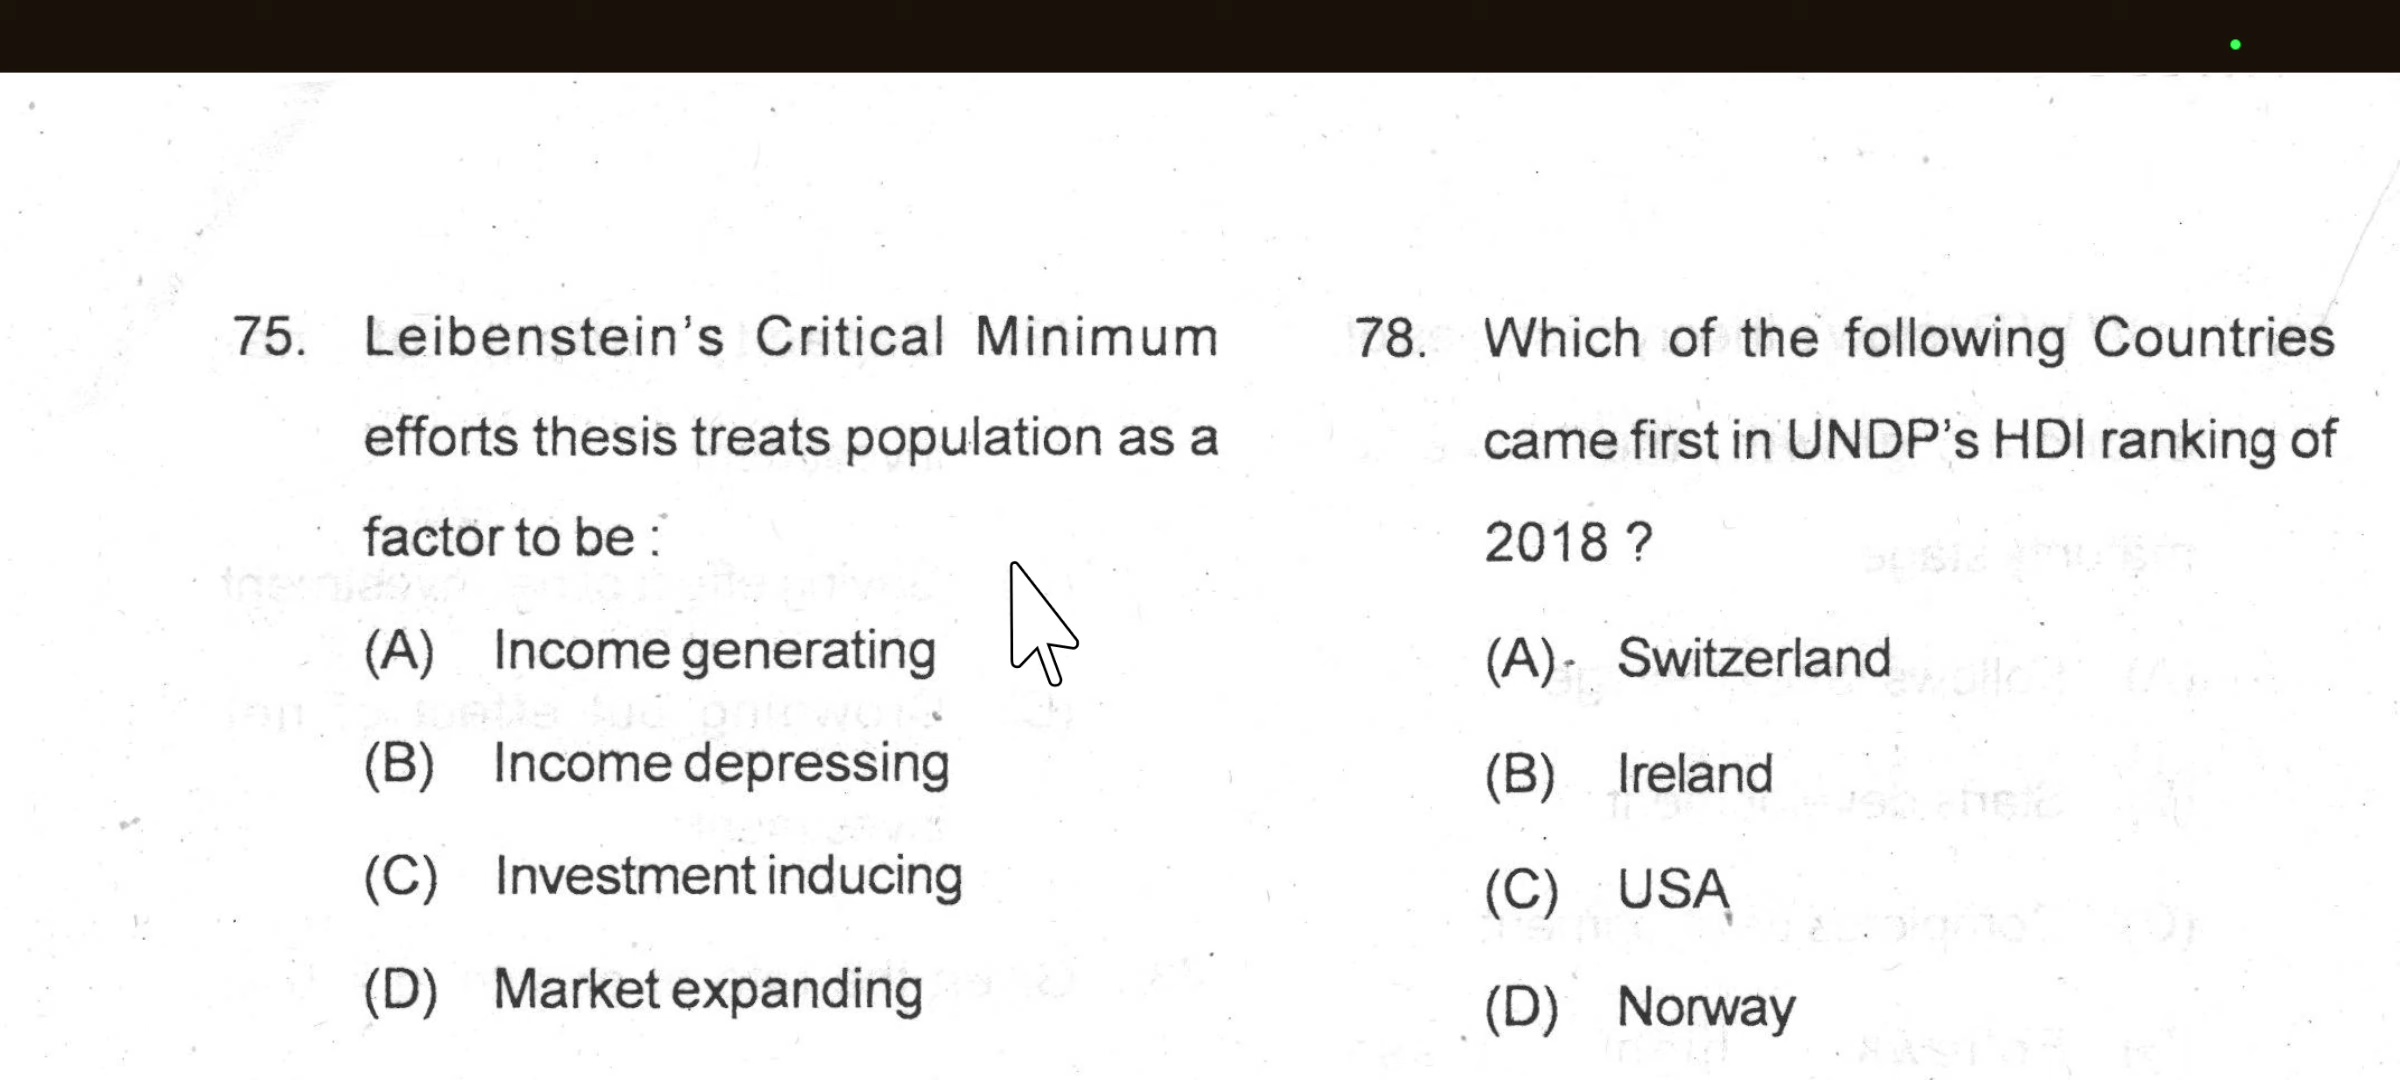 75. Leibenstein's Critical Minimum
efforts thesis treats population as a
factor to be :
(A) Income generating
(B) Income depressing
(C) Investment inducing
(D) Market expanding
78. Which of the following Countries
came first in UNDP's HDI ranking of
2018 ?
(A) Switzerland
(B) Ireland
(C) USA
(D) Norway